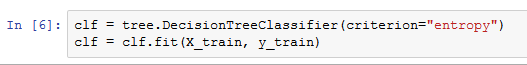 In [6]: clf = tree.DecisionTreeClassifier(criterion="entropy")
clf = clf.fit(X_train, y_train)